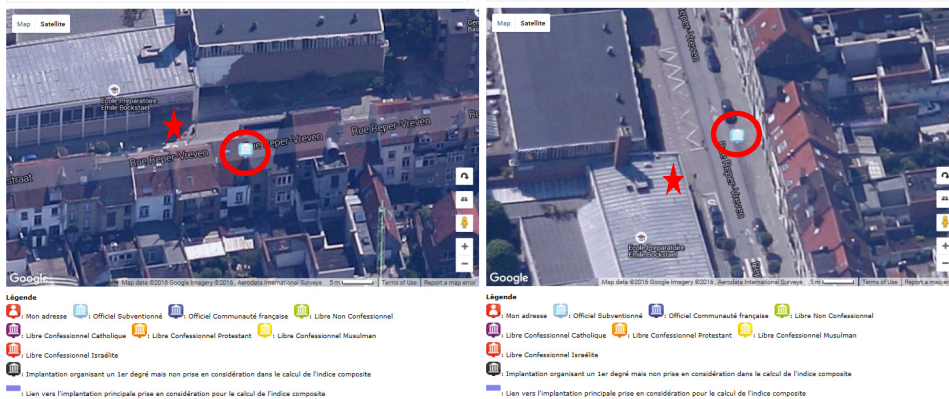 Map Satellite
Ecole Preparatoire
Emile Bockstael
Rue Reper-Vreven
Rue Reper-Vreven
Rue Reper-Vreven
straat
Google
Map data ©2016 Google Imagery ©2016, Aerodata International Surveys 5 m Terms of Use Report a map error
Légende
: Mon adresse : Officiel Subventionné : Officiel Communauté française : Libre Non Confessionnel
: Libre Confessionnel Catholique : Libre Confessionnel Protestant : Libre Confessionnel Musulman
: Libre Confessionnel Israélite
: Implantation organisant un 1er degré mais non prise en considération dans le calcul de l'indice composite
: Lien vers l'implantation principale prise en considération pour le calcul de l'indice composite
Map Satellite
Reper-Vreven
Rue Reper-Vreven
Ecole Preparatoire
Emile Bockstael
Google
Map data ©2016 Google Imagery ©2016, Aerodata International Surveys 5 m Terms of Use Report a map er
Légende
: Mon adresse : Officiel Subventionné : Officiel Communauté française : Libre Non Confessionnel
: Libre Confessionnel Catholique : Libre Confessionnel Protestant : Libre Confessionnel Musulman
: Libre Confessionnel Israélite
: Implantation organisant un 1er degré mais non prise en considération dans le calcul de l'indice composite
: Lien vers l'implantation principale prise en considération pour le calcul de l'indice composite